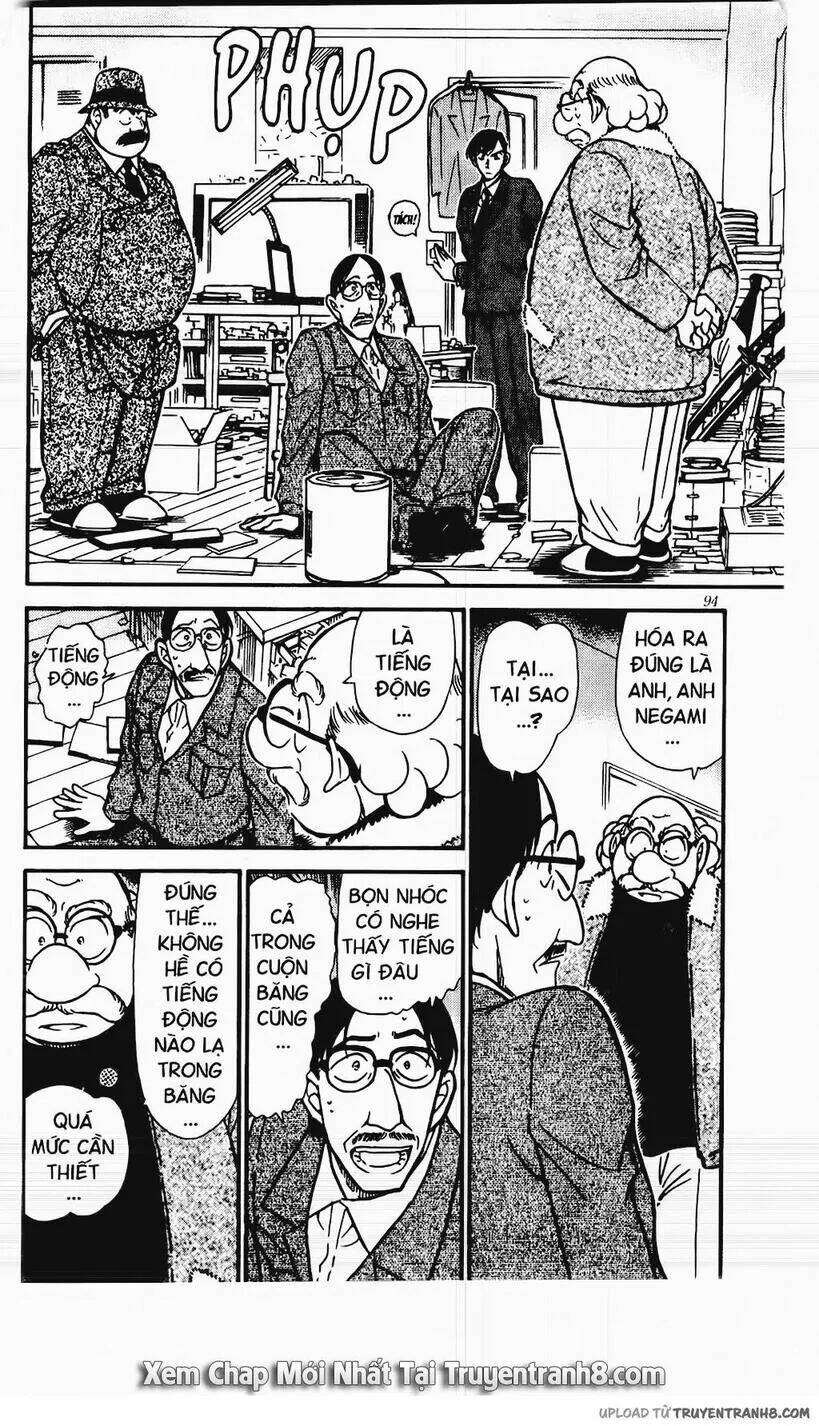 PHỤP
TÁCH!
94
HÓA RA
ĐÚNG LÀ
ANH, ANH
NEGAMI
...
TẠI...
TẠI SAO
...?
LÀ
TIẾNG
ĐỘNG
...
TIẾNG
ĐỘNG
...
BỌN NHÓC
CÓ NGHE
THẤY TIẾNG
GÌ ĐÂU
...
CẢ
TRONG
CUỘN
BĂNG
CŨNG
...
ĐÚNG
THẾ...
KHÔNG
HỀ CÓ
TIẾNG
ĐỘNG
NÀO LẠ
TRONG
BĂNG
...
QUÁ
MỨC CẦN
THIẾT
...
Xem Chap Mới Nhất Tại Truyentranh8.com
UPLOAD TỪ TRUYENTRANH8.COM